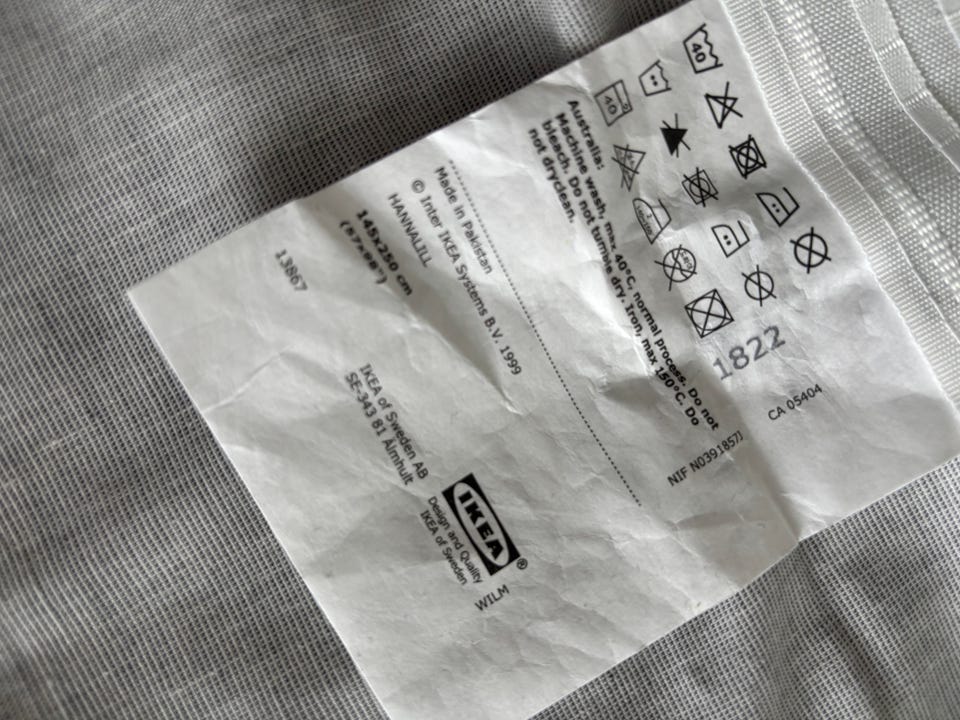 40
40
1822
CA 05404
NIF N0391857J
Australia:
Machine wash, max 40°C, normal process. Do not
bleach. Do not tumble dry. Iron, max 150°C. Do
not dryclean.
Made in Pakistan
© Inter IKEA Systems B.V. 1999
HANNALILL
145x250 cm
(57x98")
13867
IKEA of Sweden AB
SE-343 81 Älmhult
IKEA®
Design and Quality
IKEA of Sweden
WILM